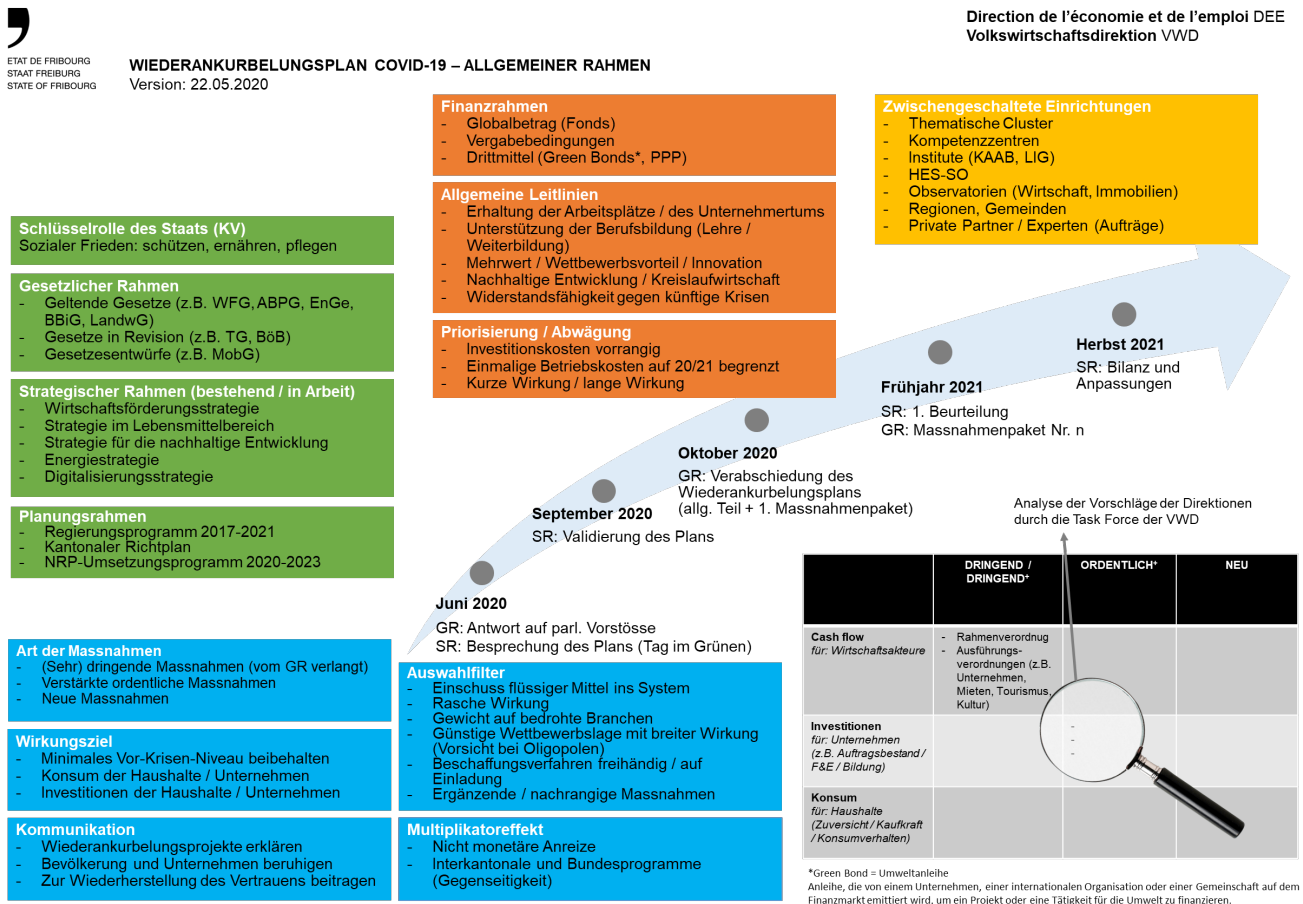 Direction de l’économie et de l’emploi DEE
Volkswirtschaftsdirektion VWD
ETAT DE FRIBOURG
STAAT FREIBURG
STATE OF FRIBOURG
WIEDERANKURBELUNGSPLAN COVID-19 – ALLGEMEINER RAHMEN
Version: 22.05.2020
Schlüsselrolle des Staats (KV)
Sozialer Frieden: schützen, ernähren, pflegen
Gesetzlicher Rahmen
- Geltende Gesetze (z.B. WFG, ABPG, EnGe,
BBiG, LandwG)
- Gesetze in Revision (z.B. TG, BöB)
- Gesetzesentwürfe (z.B. MobG)
Strategischer Rahmen (bestehend / in Arbeit)
- Wirtschaftsförderungsstrategie
- Strategie im Lebensmittelbereich
- Strategie für die nachhaltige Entwicklung
- Energiestrategie
- Digitalisierungsstrategie
Planungsrahmen
- Regierungsprogramm 2017-2021
- Kantonaler Richtplan
- NRP-Umsetzungsprogramm 2020-2023
Finanzrahmen
- Globalbetrag (Fonds)
- Vergabebedingungen
- Drittmittel (Green Bonds*, PPP)
Allgemeine Leitlinien
- Erhaltung der Arbeitsplätze / des Unternehmertums
- Unterstützung der Berufsbildung (Lehre /
Weiterbildung)
- Mehrwert / Wettbewerbsvorteil / Innovation
- Nachhaltige Entwicklung / Kreislaufwirtschaft
- Widerstandsfähigkeit gegen künftige Krisen
Priorisierung / Abwägung
- Investitionskosten vorrangig
- Einmalige Betriebskosten auf 20/21 begrenzt
- Kurze Wirkung / lange Wirkung
Zwischengeschaltete Einrichtungen
- Thematische Cluster
- Kompetenzzentren
- Institute (KAAB, LIG)
- HES-SO
- Observatorien (Wirtschaft, Immobilien)
- Regionen, Gemeinden
- Private Partner / Experten (Aufträge)
Juni 2020
GR: Antwort auf parl. Vorstösse
SR: Besprechung des Plans (Tag im Grünen)
September 2020
SR: Validierung des Plans
Oktober 2020
GR: Verabschiedung des
Wiederankurbelungsplans
(allg. Teil + 1. Massnahmenpaket)
Frühjahr 2021
SR: 1. Beurteilung
GR: Massnahmenpaket Nr. n
Herbst 2021
SR: Bilanz und
Anpassungen
Art der Massnahmen
- (Sehr) dringende Massnahmen (vom GR verlangt)
- Verstärkte ordentliche Massnahmen
- Neue Massnahmen
Wirkungsziel
- Minimales Vor-Krisen-Niveau beibehalten
- Konsum der Haushalte / Unternehmen
- Investitionen der Haushalte / Unternehmen
Kommunikation
- Wiederankurbelungsprojekte erklären
- Bevölkerung und Unternehmen beruhigen
- Zur Wiederherstellung des Vertrauens beitragen
Auswahlfilter
- Einschuss flüssiger Mittel ins System
- Rasche Wirkung
- Gewicht auf bedrohte Branchen
- Günstige Wettbewerbslage mit breiter Wirkung
(Vorsicht bei Oligopolen)
- Beschaffungsverfahren freihändig / auf
Einladung
- Ergänzende / nachrangige Massnahmen
Multiplikatoreffekt
- Nicht monetäre Anreize
- Interkantonale und Bundesprogramme
(Gegenseitigkeit)
Analyse der Vorschläge der Direktionen
durch die Task Force der VWD
DRINGEND /
DRINGEND+
ORDENTLICH+
NEU
Cash flow
für: Wirtschaftsakteure
- Rahmenverordnug
- Ausführungs-
verordnungen (z.B.
Unternehmen,
Mieten, Tourismus,
Kultur)
Investitionen
für: Unternehmen
(z.B. Auftragsbestand /
F&E / Bildung)
-
-
-
Konsum
für: Haushalte
(Zuversicht / Kaufkraft
/ Konsumverhalten)
*Green Bond = Umweltanleihe
Anleihe, die von einem Unternehmen, einer internationalen Organisation oder einer Gemeinschaft auf dem
Finanzmarkt emittiert wird, um ein Projekt oder eine Tätigkeit für die Umwelt zu finanzieren.